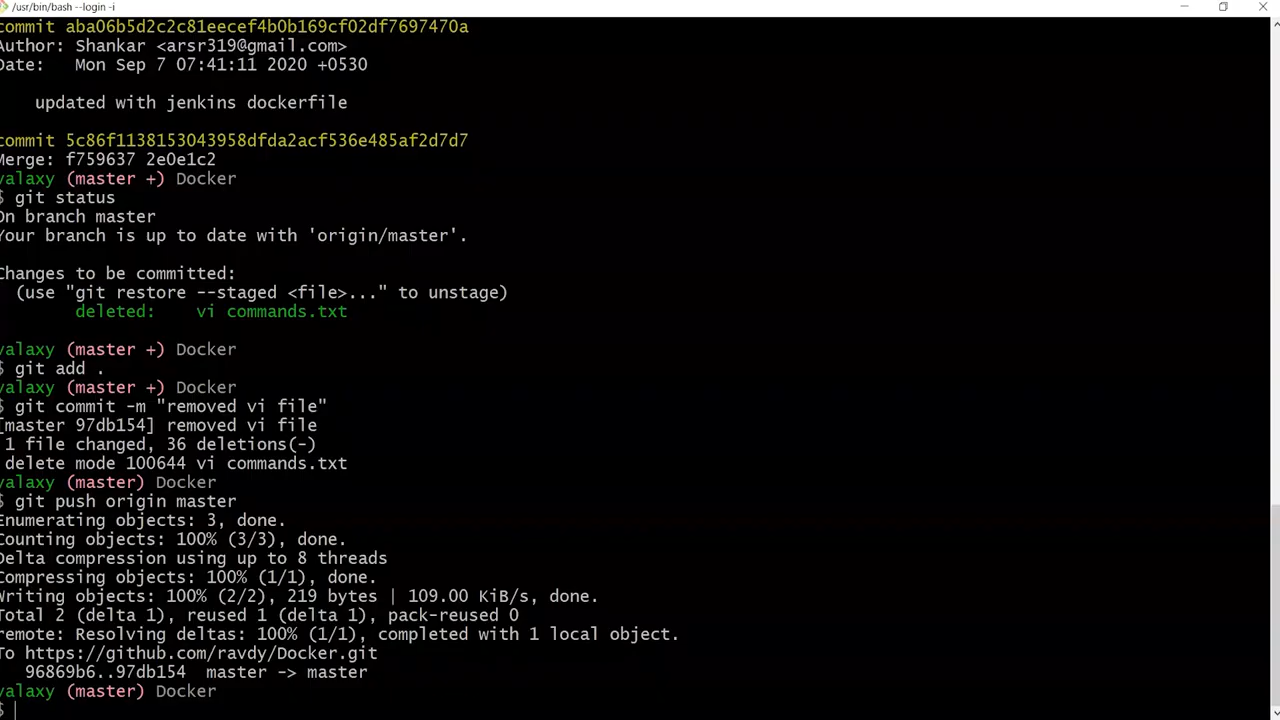 /usr/bin/bash --login -i
commit aba06b5d2c2c81eecef4b0b169cf02df7697470a
Author: Shankar <arsr319@gmail.com>
Date:   Mon Sep 7 07:41:11 2020 +0530
updated with jenkins dockerfile
commit 5c86f1138153043958dfda2acf536e485af2d7d7
Merge: f759637 2e0e1c2
valaxy (master +) Docker
$ git status
On branch master
Your branch is up to date with 'origin/master'.
Changes to be committed:
(use "git restore --staged <file>..." to unstage)
deleted:    vi commands.txt
valaxy (master +) Docker
$ git add .
valaxy (master +) Docker
$ git commit -m "removed vi file"
[master 97db154] removed vi file
1 file changed, 36 deletions(-)
delete mode 100644 vi commands.txt
valaxy (master) Docker
$ git push origin master
Enumerating objects: 3, done.
Counting objects: 100% (3/3), done.
Delta compression using up to 8 threads
Compressing objects: 100% (1/1), done.
Writing objects: 100% (2/2), 219 bytes | 109.00 KiB/s, done.
Total 2 (delta 1), reused 1 (delta 1), pack-reused 0
remote: Resolving deltas: 100% (1/1), completed with 1 local object.
To https://github.com/ravdy/Docker.git
96869b6..97db154  master -> master
valaxy (master) Docker
$